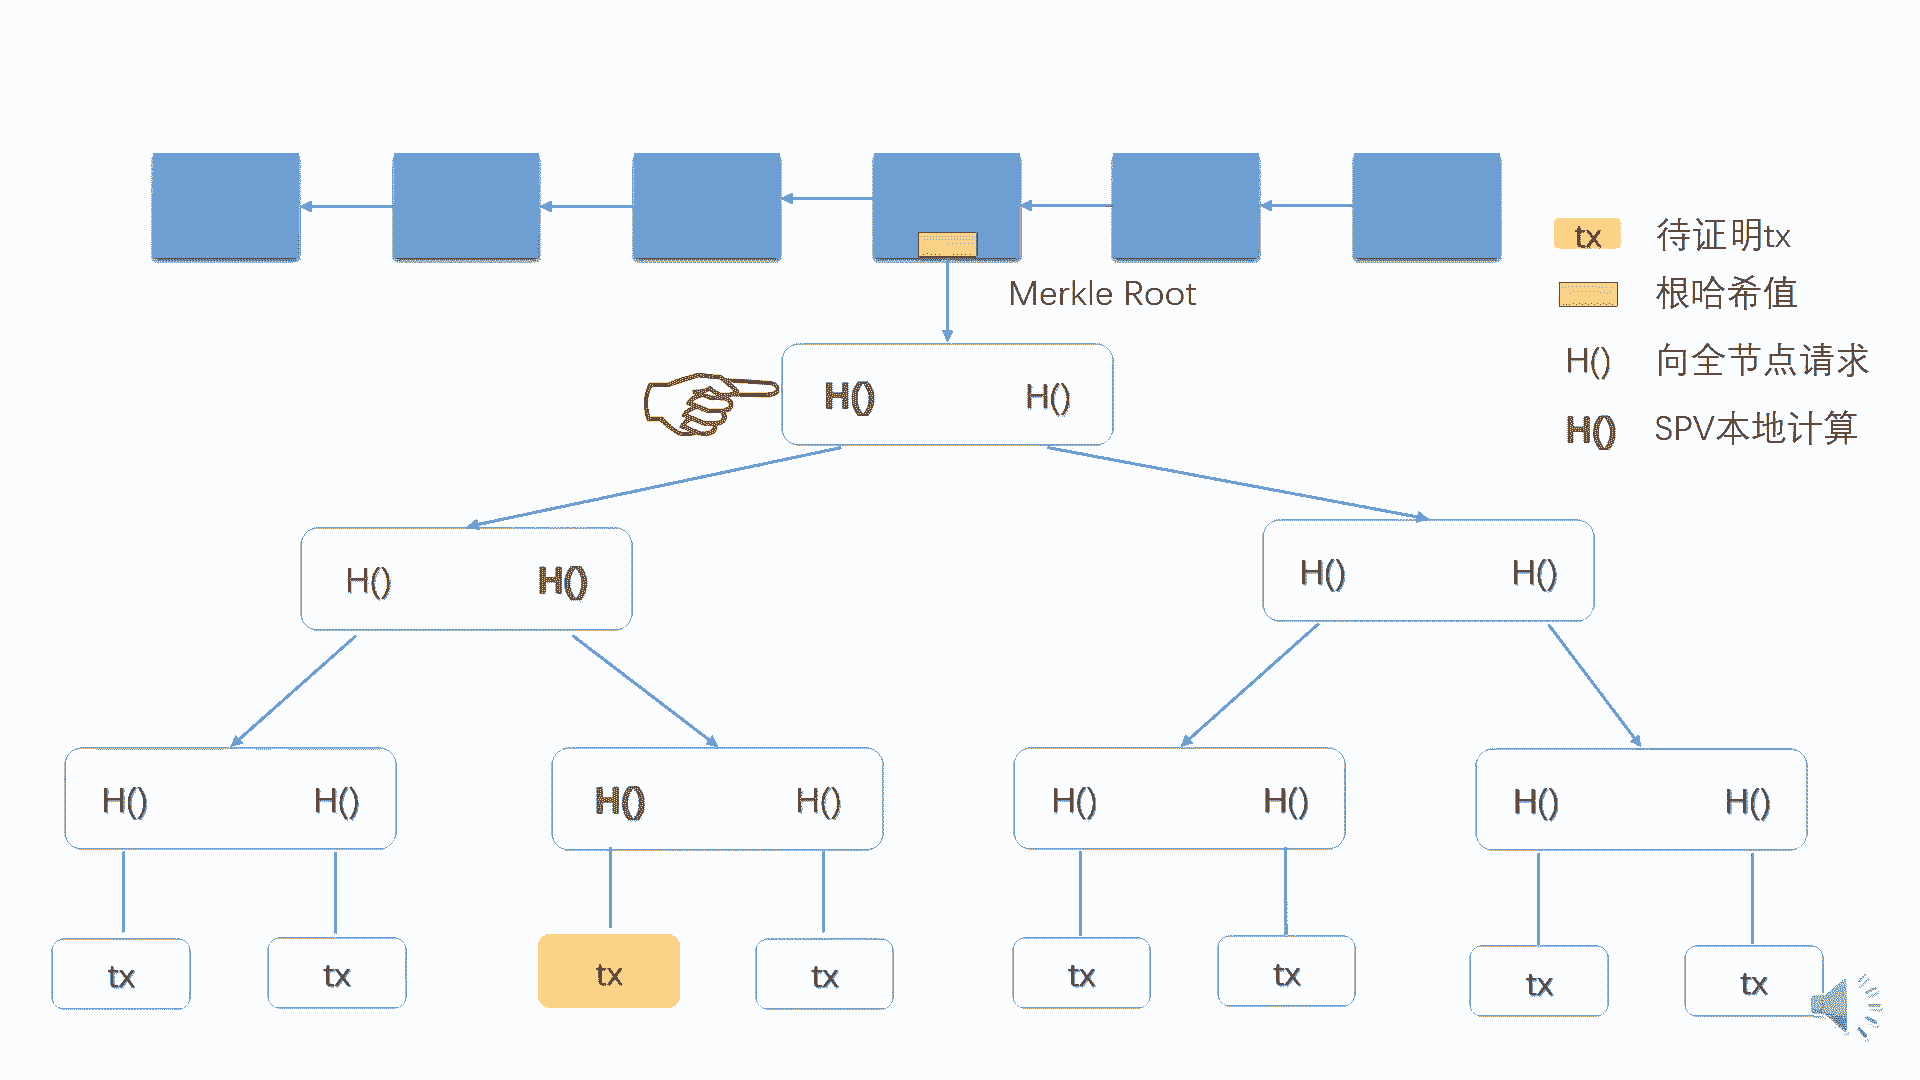 tx 待证明tx
根哈希值
Merkle Root
H() 向全节点请求
H() H()
H() SPV本地计算
H() H() H() H()
H() H() H() H() H() H() H() H()
tx tx tx tx tx tx tx tx